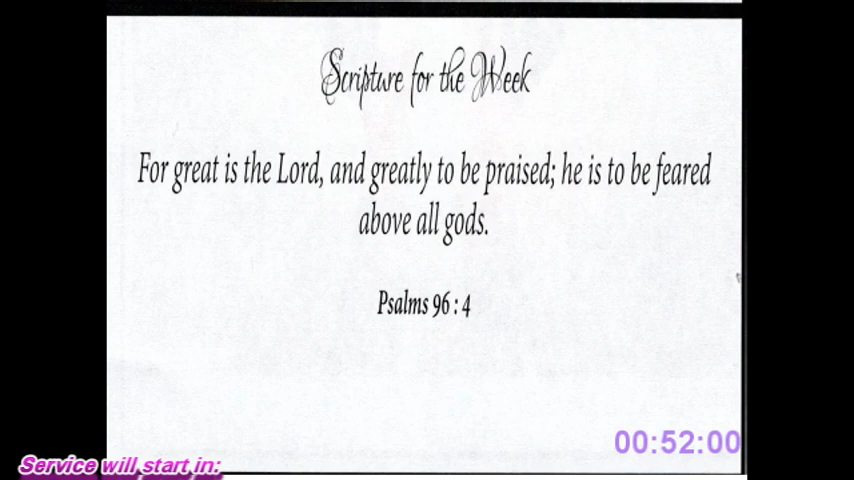 Scripture for the Week
For great is the Lord, and greatly to be praised; he is to be feared
above all gods.
Psalms 96 : 4
00:52:00
Service will start in: